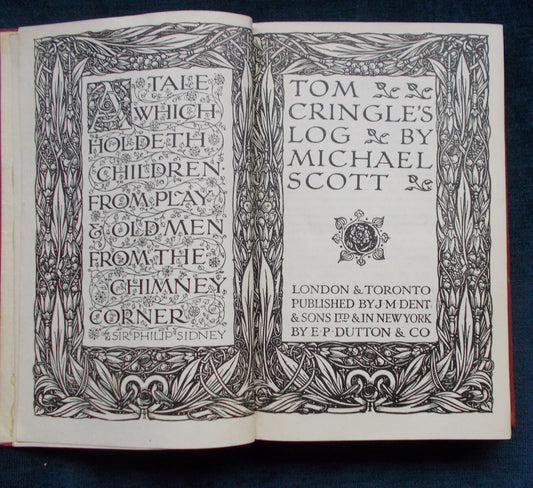 A TALE
WHICH
HOLDETH
CHILDREN
FROM PLAY
& OLD MEN
FROM THE
CHIMNEY
CORNER
SIR PHILIP SIDNEY
TOM
CRINGLE'S
LOG BY
MICHAEL
SCOTT
LONDON & TORONTO
PUBLISHED BY J·M·DENT
& SONS LTD & IN NEW YORK
BY E·P·DUTTON & CO